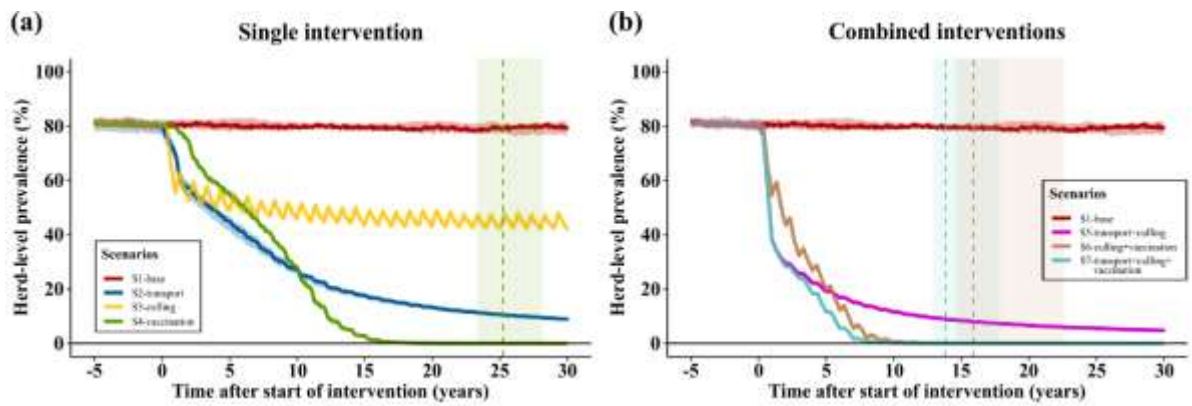 (a)
Single intervention
Herd-level prevalence (%)
100
80
60
40
20
0
-5 0 5 10 15 20 25 30
Time after start of intervention (years)
Scenarios
S1-base
S2-transport
S3-culling
S4-vaccination
(b)
Combined interventions
Herd-level prevalence (%)
100
80
60
40
20
0
-5 0 5 10 15 20 25 30
Time after start of intervention (years)
Scenarios
S1-base
S5-transport+culling
S6-culling+vaccination
S7-transport+culling+
vaccination